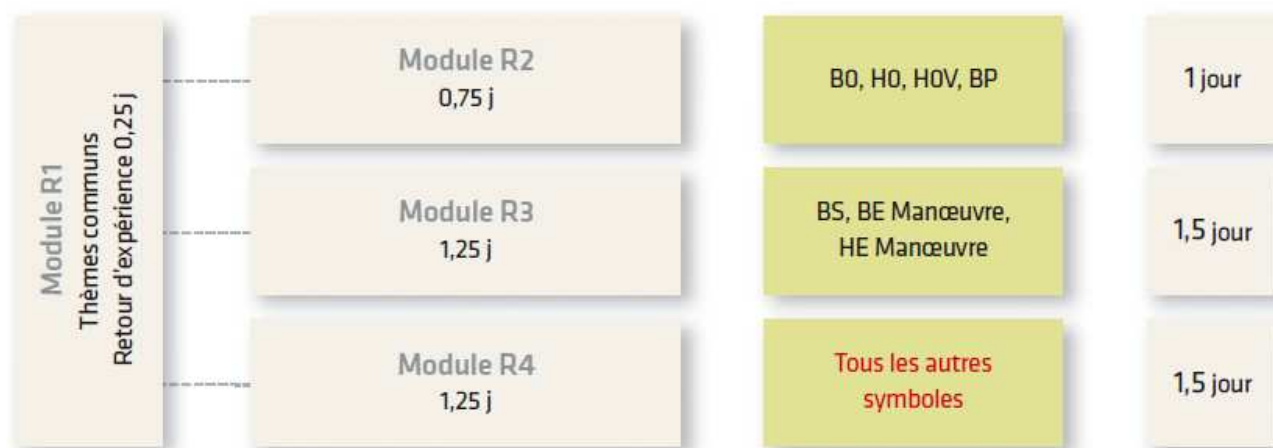 Module R1
Thèmes communs
Retour d'expérience 0,25 j
Module R2
0,75 j
B0, H0, H0V, BP
1 jour
Module R3
1,25 j
BS, BE Manœuvre,
HE Manœuvre
1,5 jour
Module R4
1,25 j
Tous les autres
symboles
1,5 jour